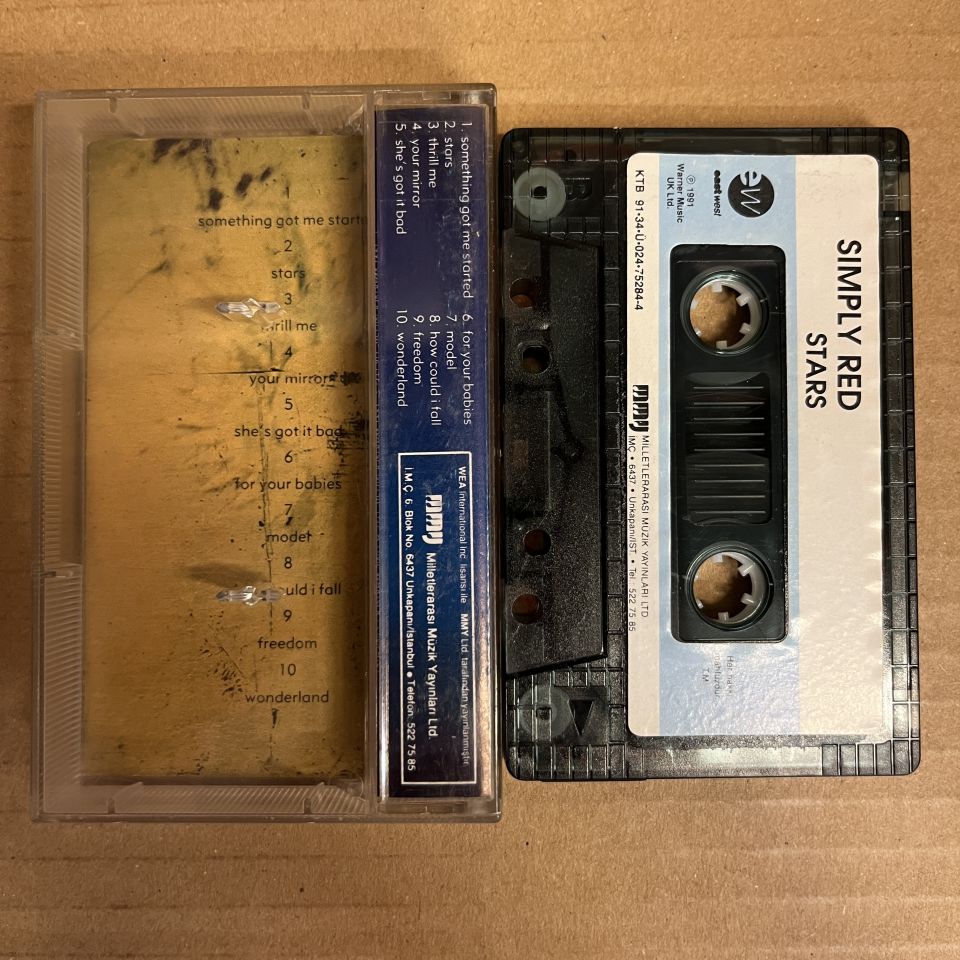 1
something got me starte
2
stars
3
thrill me
4
your mirror
5
she's got it bad
6
for your babies
7
model
8
could i fall
9
freedom
10
wonderland
1. something got me started
2. stars
3. thrill me
4. your mirror
5. she's got it bad
6. for your babies
7. model
8. how could i fall
9. freedom
10. wonderland
WEA International Inc. lisansı ile MMY Ltd. tarafından yayınlanmıştır.
MMY Milletlerarası Müzik Yayınları Ltd.
İ.M.Ç. 6. Blok No. 6437 Unkapanı/İstanbul • Telefon: 522 75 85
B
SIMPLY RED
STARS
ew
east west
℗ 1991
Warner Music
UK Ltd.
KTB 91•34•Ü•024•75284-4
MMY MİLLETLERARASI MÜZİK YAYINLARI LTD
İMÇ • 6437 • Unkapanı/İST. • Tel: 522 75 85
Her hakkı
mahfuzdur
T.M